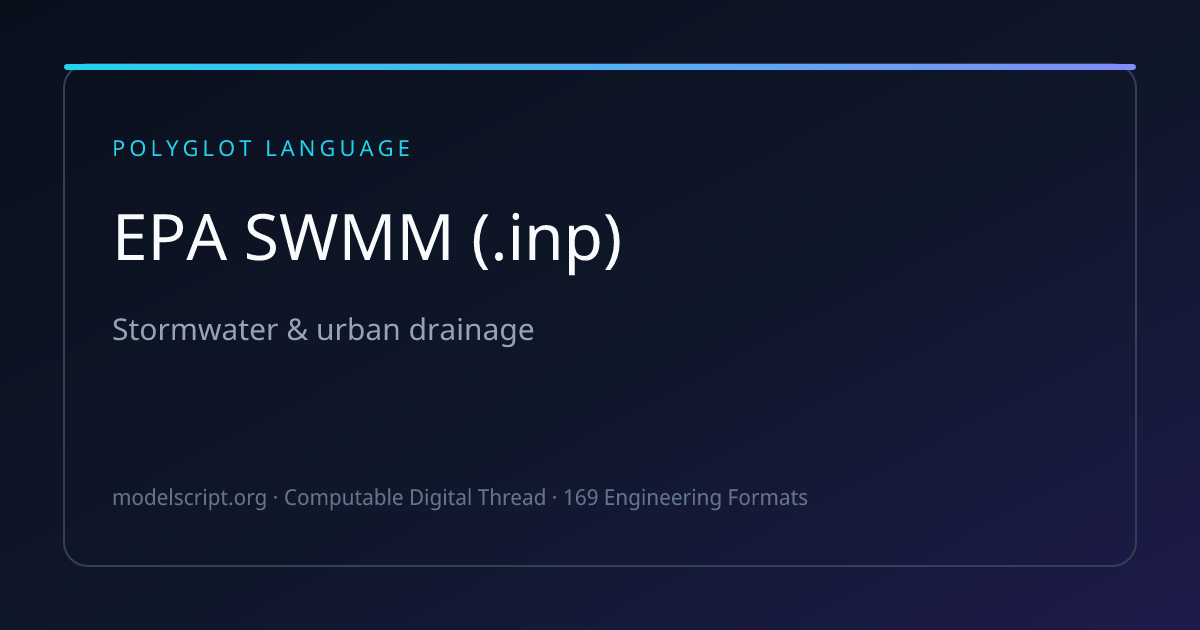 POLYGLOT LANGUAGE
EPA SWMM (.inp)
Stormwater & urban drainage
modelscript.org · Computable Digital Thread · 169 Engineering Formats